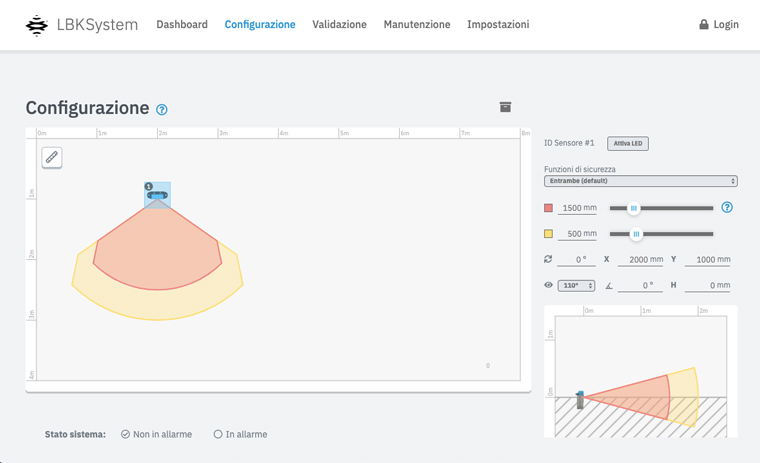 LBKSystem Dashboard Configurazione Validazione Manutenzione Impostazioni Login
Configurazione ?
0m 1m 2m 3m 4m 5m 6m 7m 8m
1m
2m
3m
4m
1
ID Sensore #1 Attiva LED
Funzioni di sicurezza
Entrambe (default)
1500 mm ?
500 mm
0 ° X 2000 mm Y 1000 mm
110° 0 ° H 0 mm
0m 1m 2m
1m
0m
Stato sistema: Non in allarme In allarme